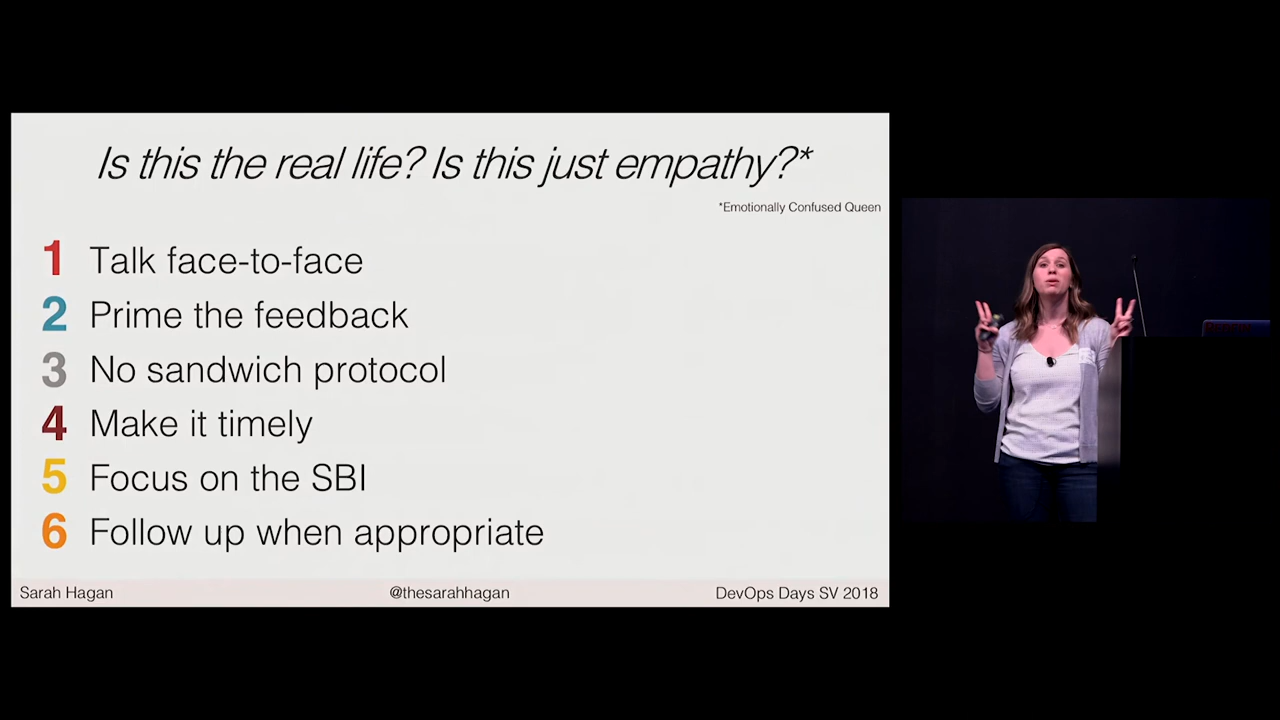 Is this the real life? Is this just empathy?*
*Emotionally Confused Queen
1 Talk face-to-face
2 Prime the feedback
3 No sandwich protocol
4 Make it timely
5 Focus on the SBI
6 Follow up when appropriate
Sarah Hagan @thesarahhagan DevOps Days SV 2018